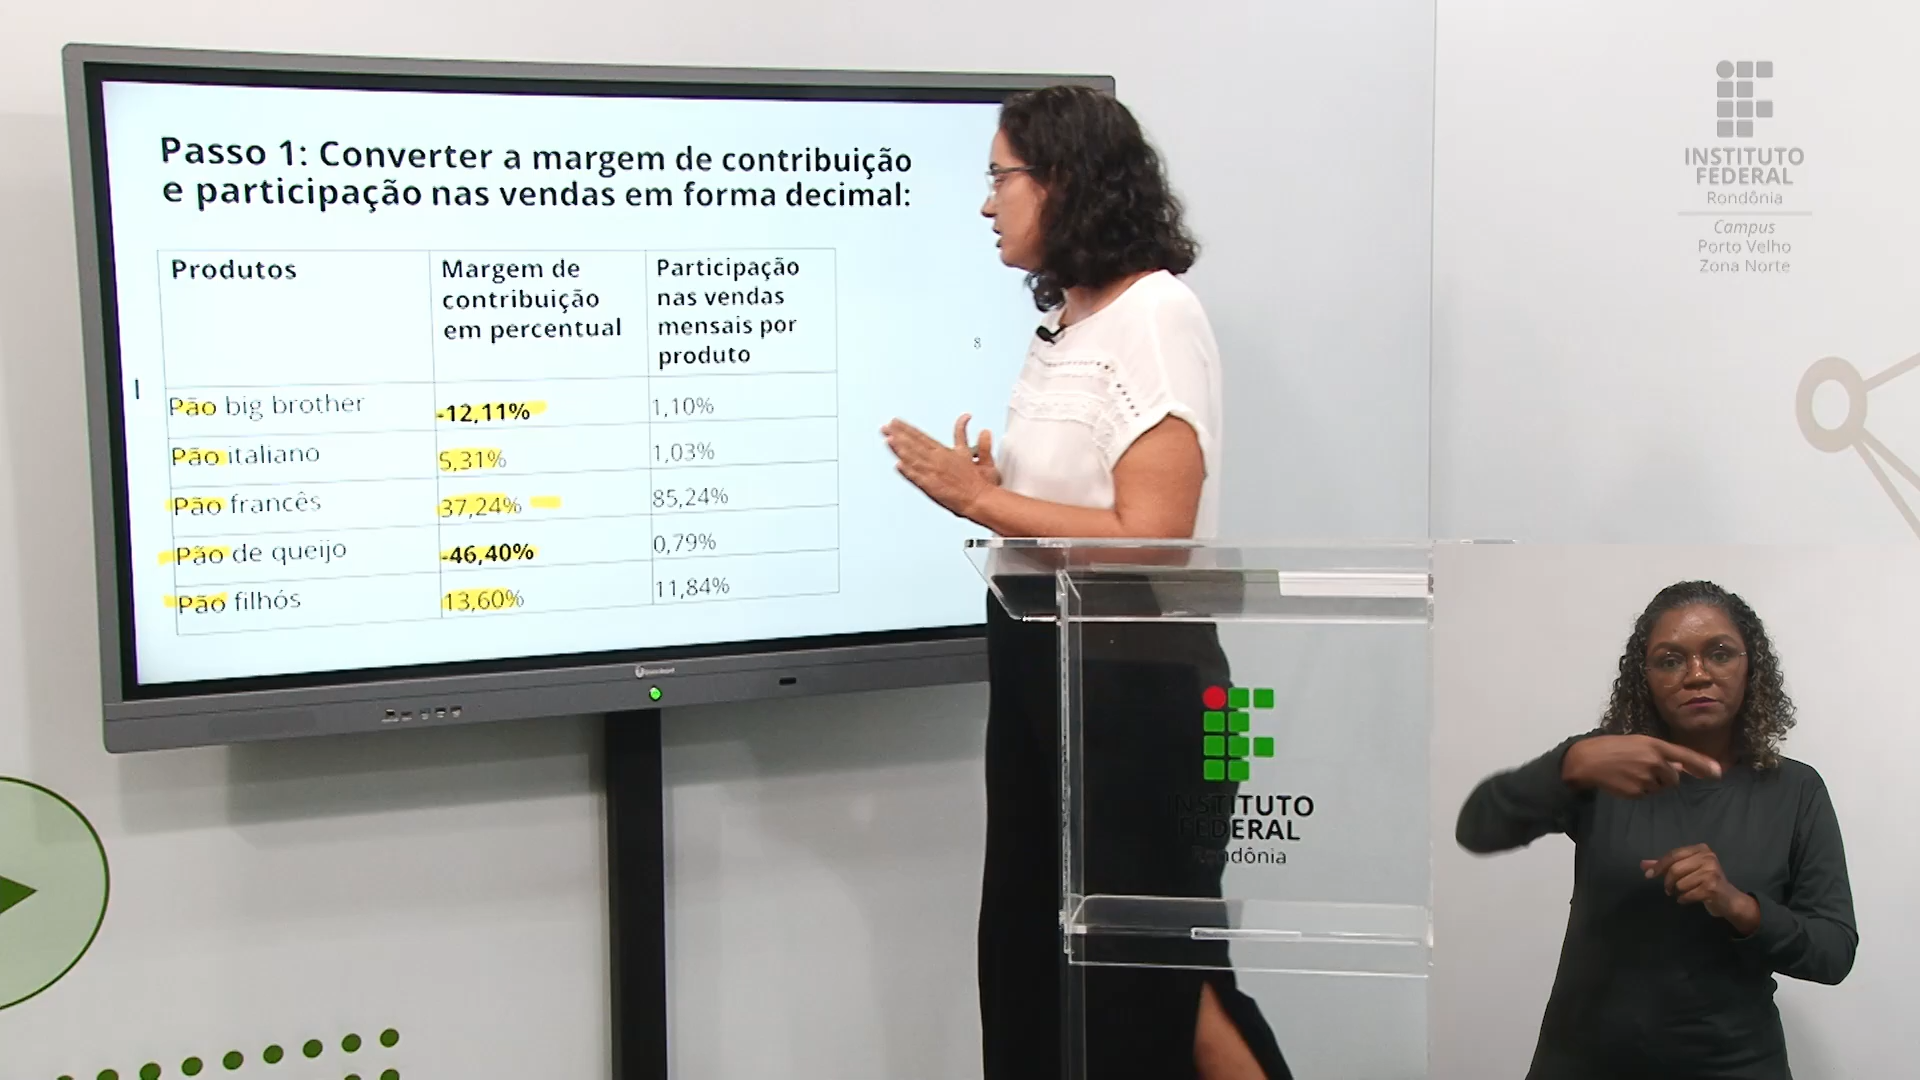 Passo 1: Converter a margem de contribuição
e participação nas vendas em forma decimal:
Produtos
Margem de
contribuição
em percentual
Participação
nas vendas
mensais por
produto
Pão big brother
-12,11%
1,10%
Pão italiano
5,31%
1,03%
Pão francês
37,24%
85,24%
Pão de queijo
-46,40%
0,79%
Pão filhós
13,60%
11,84%
8
INSTITUTO
FEDERAL
Rondônia
Campus
Porto Velho
Zona Norte
INSTITUTO
FEDERAL
Rondônia